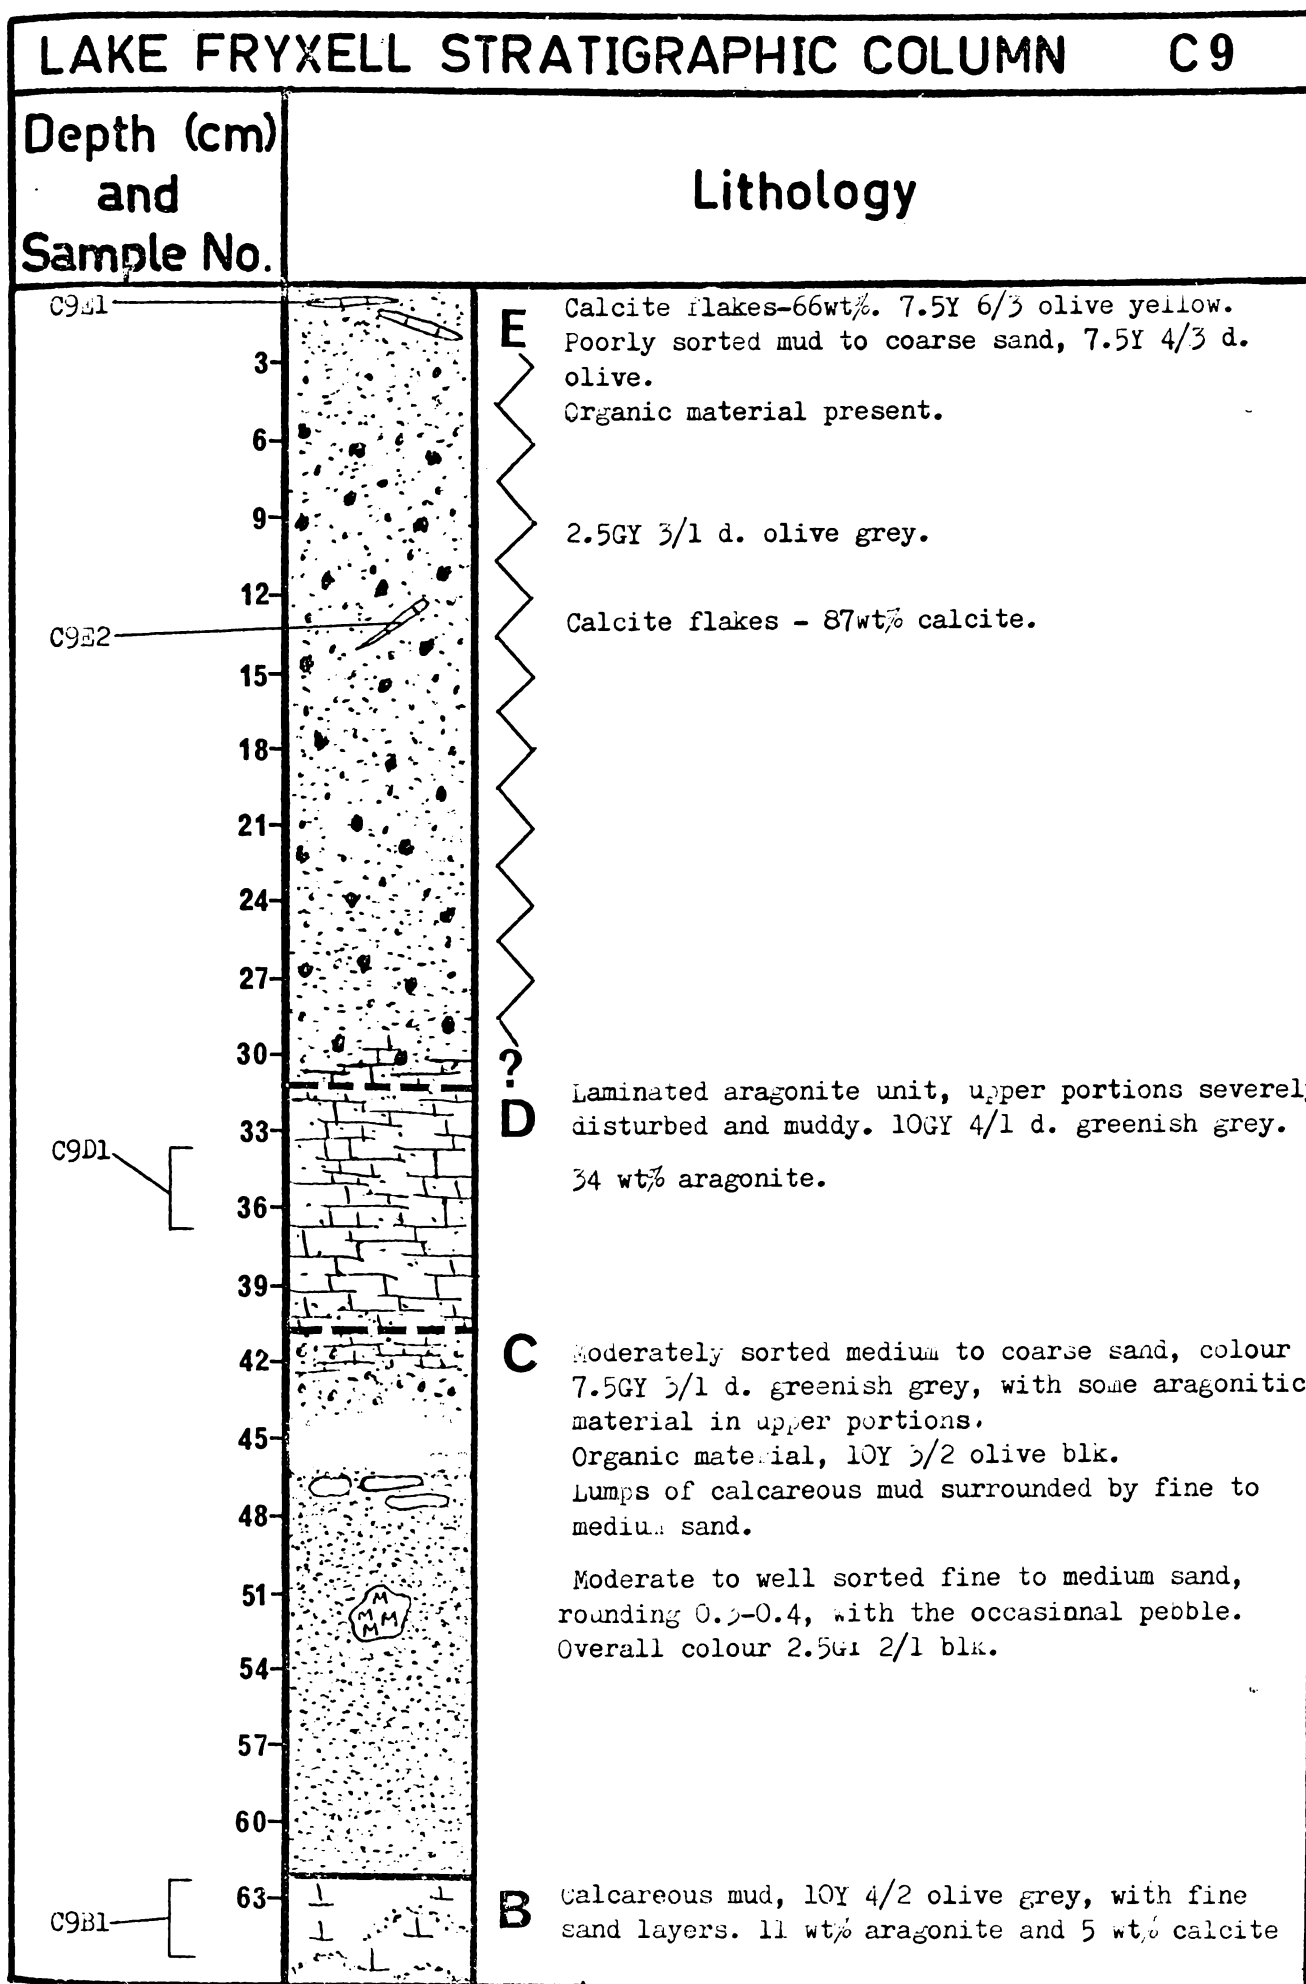 LAKE FRYXELL STRATIGRAPHIC COLUMN C9
Depth (cm)
and
Sample No.
Lithology
C9E1
E
Calcite flakes-66wt%. 7.5Y 6/3 olive yellow.
Poorly sorted mud to coarse sand, 7.5Y 4/3 d.
olive.
Organic material present.
3
6
9
2.5GY 3/1 d. olive grey.
12
C9E2
Calcite flakes - 87wt% calcite.
15
18
21
24
27
30
?
D
Laminated aragonite unit, upper portions severely
disturbed and muddy. 10GY 4/1 d. greenish grey.
33
C9D1
34 wt% aragonite.
36
39
C
Moderately sorted medium to coarse sand, colour
7.5GY 3/1 d. greenish grey, with some aragonitic
material in upper portions.
42
45
Organic material, 10Y 3/2 olive blk.
Lumps of calcareous mud surrounded by fine to
medium sand.
48
51
M
M M
M
Moderate to well sorted fine to medium sand,
rounding 0.3-0.4, with the occasional pebble.
Overall colour 2.5GY 2/1 blk.
54
57
60
63
C9B1
B
Calcareous mud, 10Y 4/2 olive grey, with fine
sand layers. 11 wt% aragonite and 5 wt% calcite